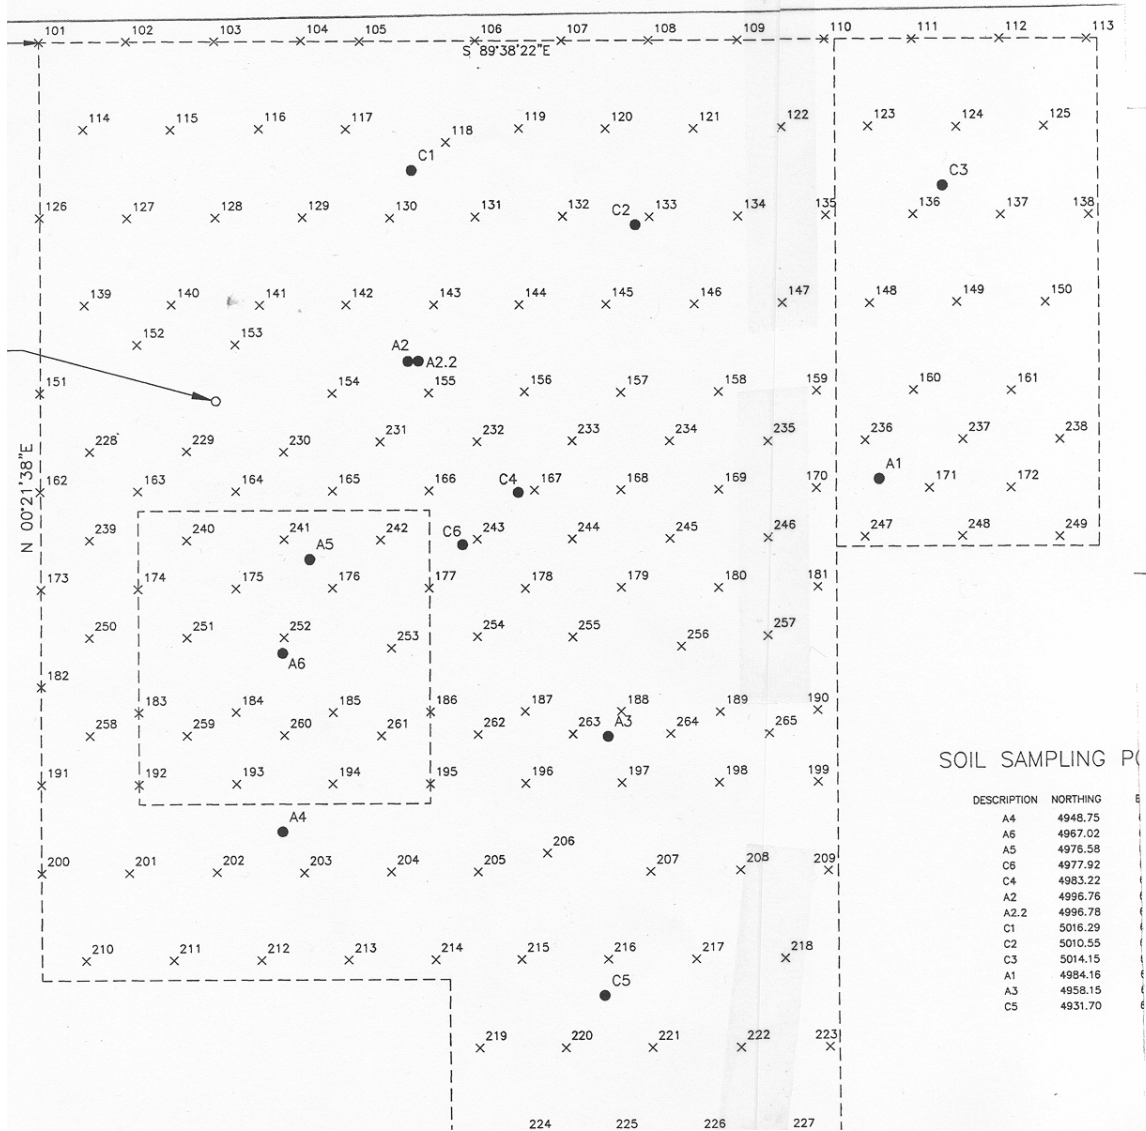 101 102 103 104 105 106 107 108 109 110 111 112 113
S 89°38'22"E
114 115 116 117 118 119 120 121 122 123 124 125
C1
C3
126 127 128 129 130 131 132 C2 133 134 135 136 137 138
139 140 141 142 143 144 145 146 147 148 149 150
152 153
A2 A2.2
151 154 155 156 157 158 159 160 161
228 229 230 231 232 233 234 235 236 237 238
N 00°21'38"E
162 163 164 165 166 C4 167 168 169 170 A1 171 172
239 240 241 242 C6 243 244 245 246 247 248 249
A5
173 174 175 176 177 178 179 180 181
250 251 252 253 254 255 256 257
A6
182
183 184 185 186 187 188 189 190
258 259 260 261 262 263 A3 264 265
191 192 193 194 195 196 197 198 199
A4
200 201 202 203 204 205 206 207 208 209
210 211 212 213 214 215 216 217 218
C5
219 220 221 222 223
224 225 226 227
SOIL SAMPLING
DESCRIPTION NORTHING
A4 4948.75
A6 4967.02
A5 4976.58
C6 4977.92
C4 4983.22
A2 4996.76
A2.2 4996.78
C1 5016.29
C2 5010.55
C3 5014.15
A1 4984.16
A3 4958.15
C5 4931.70